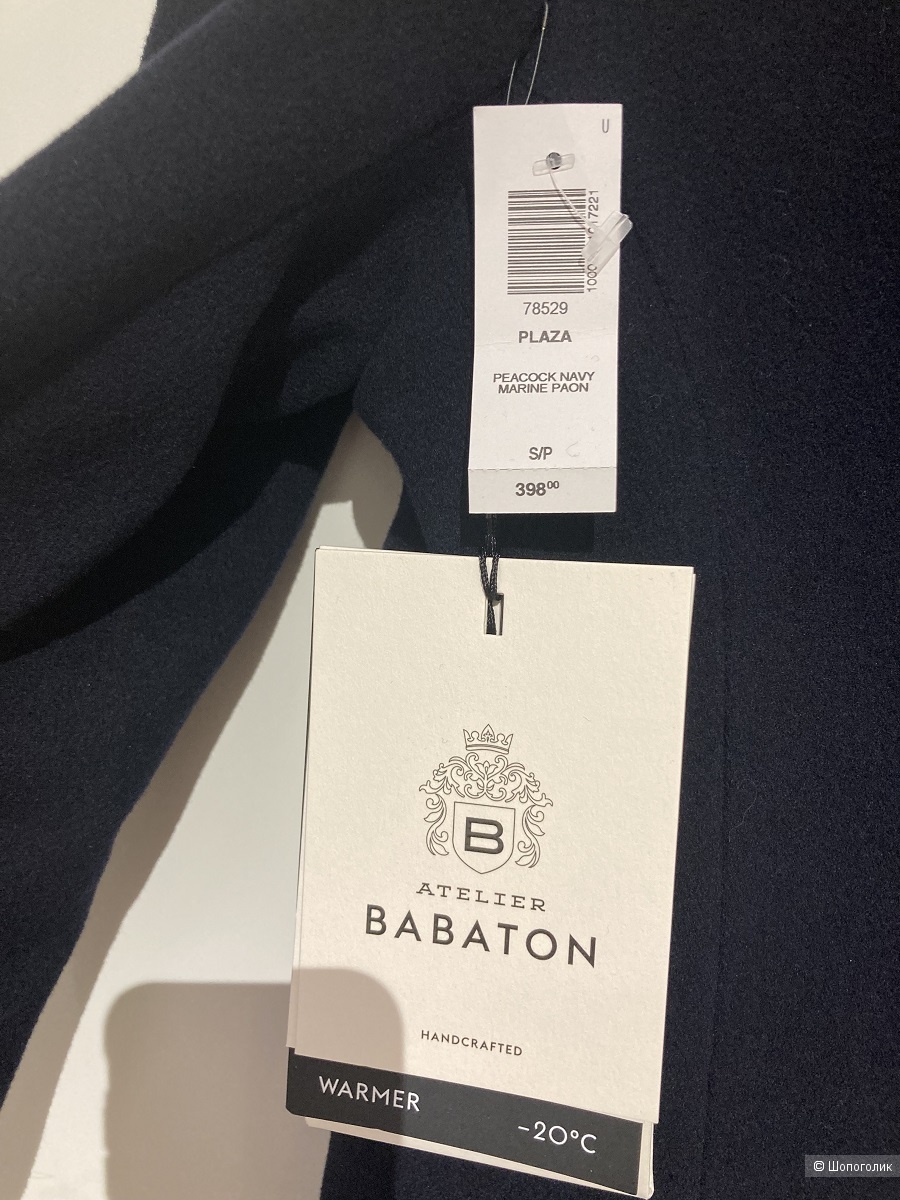 U
78529
PLAZA
PEACOCK NAVY
MARINE PAON
S/P
398⁰⁰
B
ATELIER
BABATON
HANDCRAFTED
WARMER
-20°C
© Шопоголик